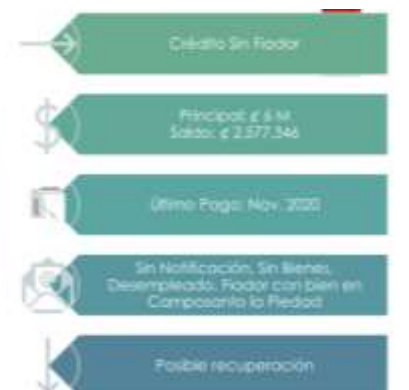 Crédito Sin Fiador
Principal: ₡ 6 M
Saldo: ₡ 2.577.346
Último Pago: Nov. 2020
Sin Notificación, Sin Bienes,
Desempleado, Fiador con bien en
Camposanto la Piedad
Posible recuperación